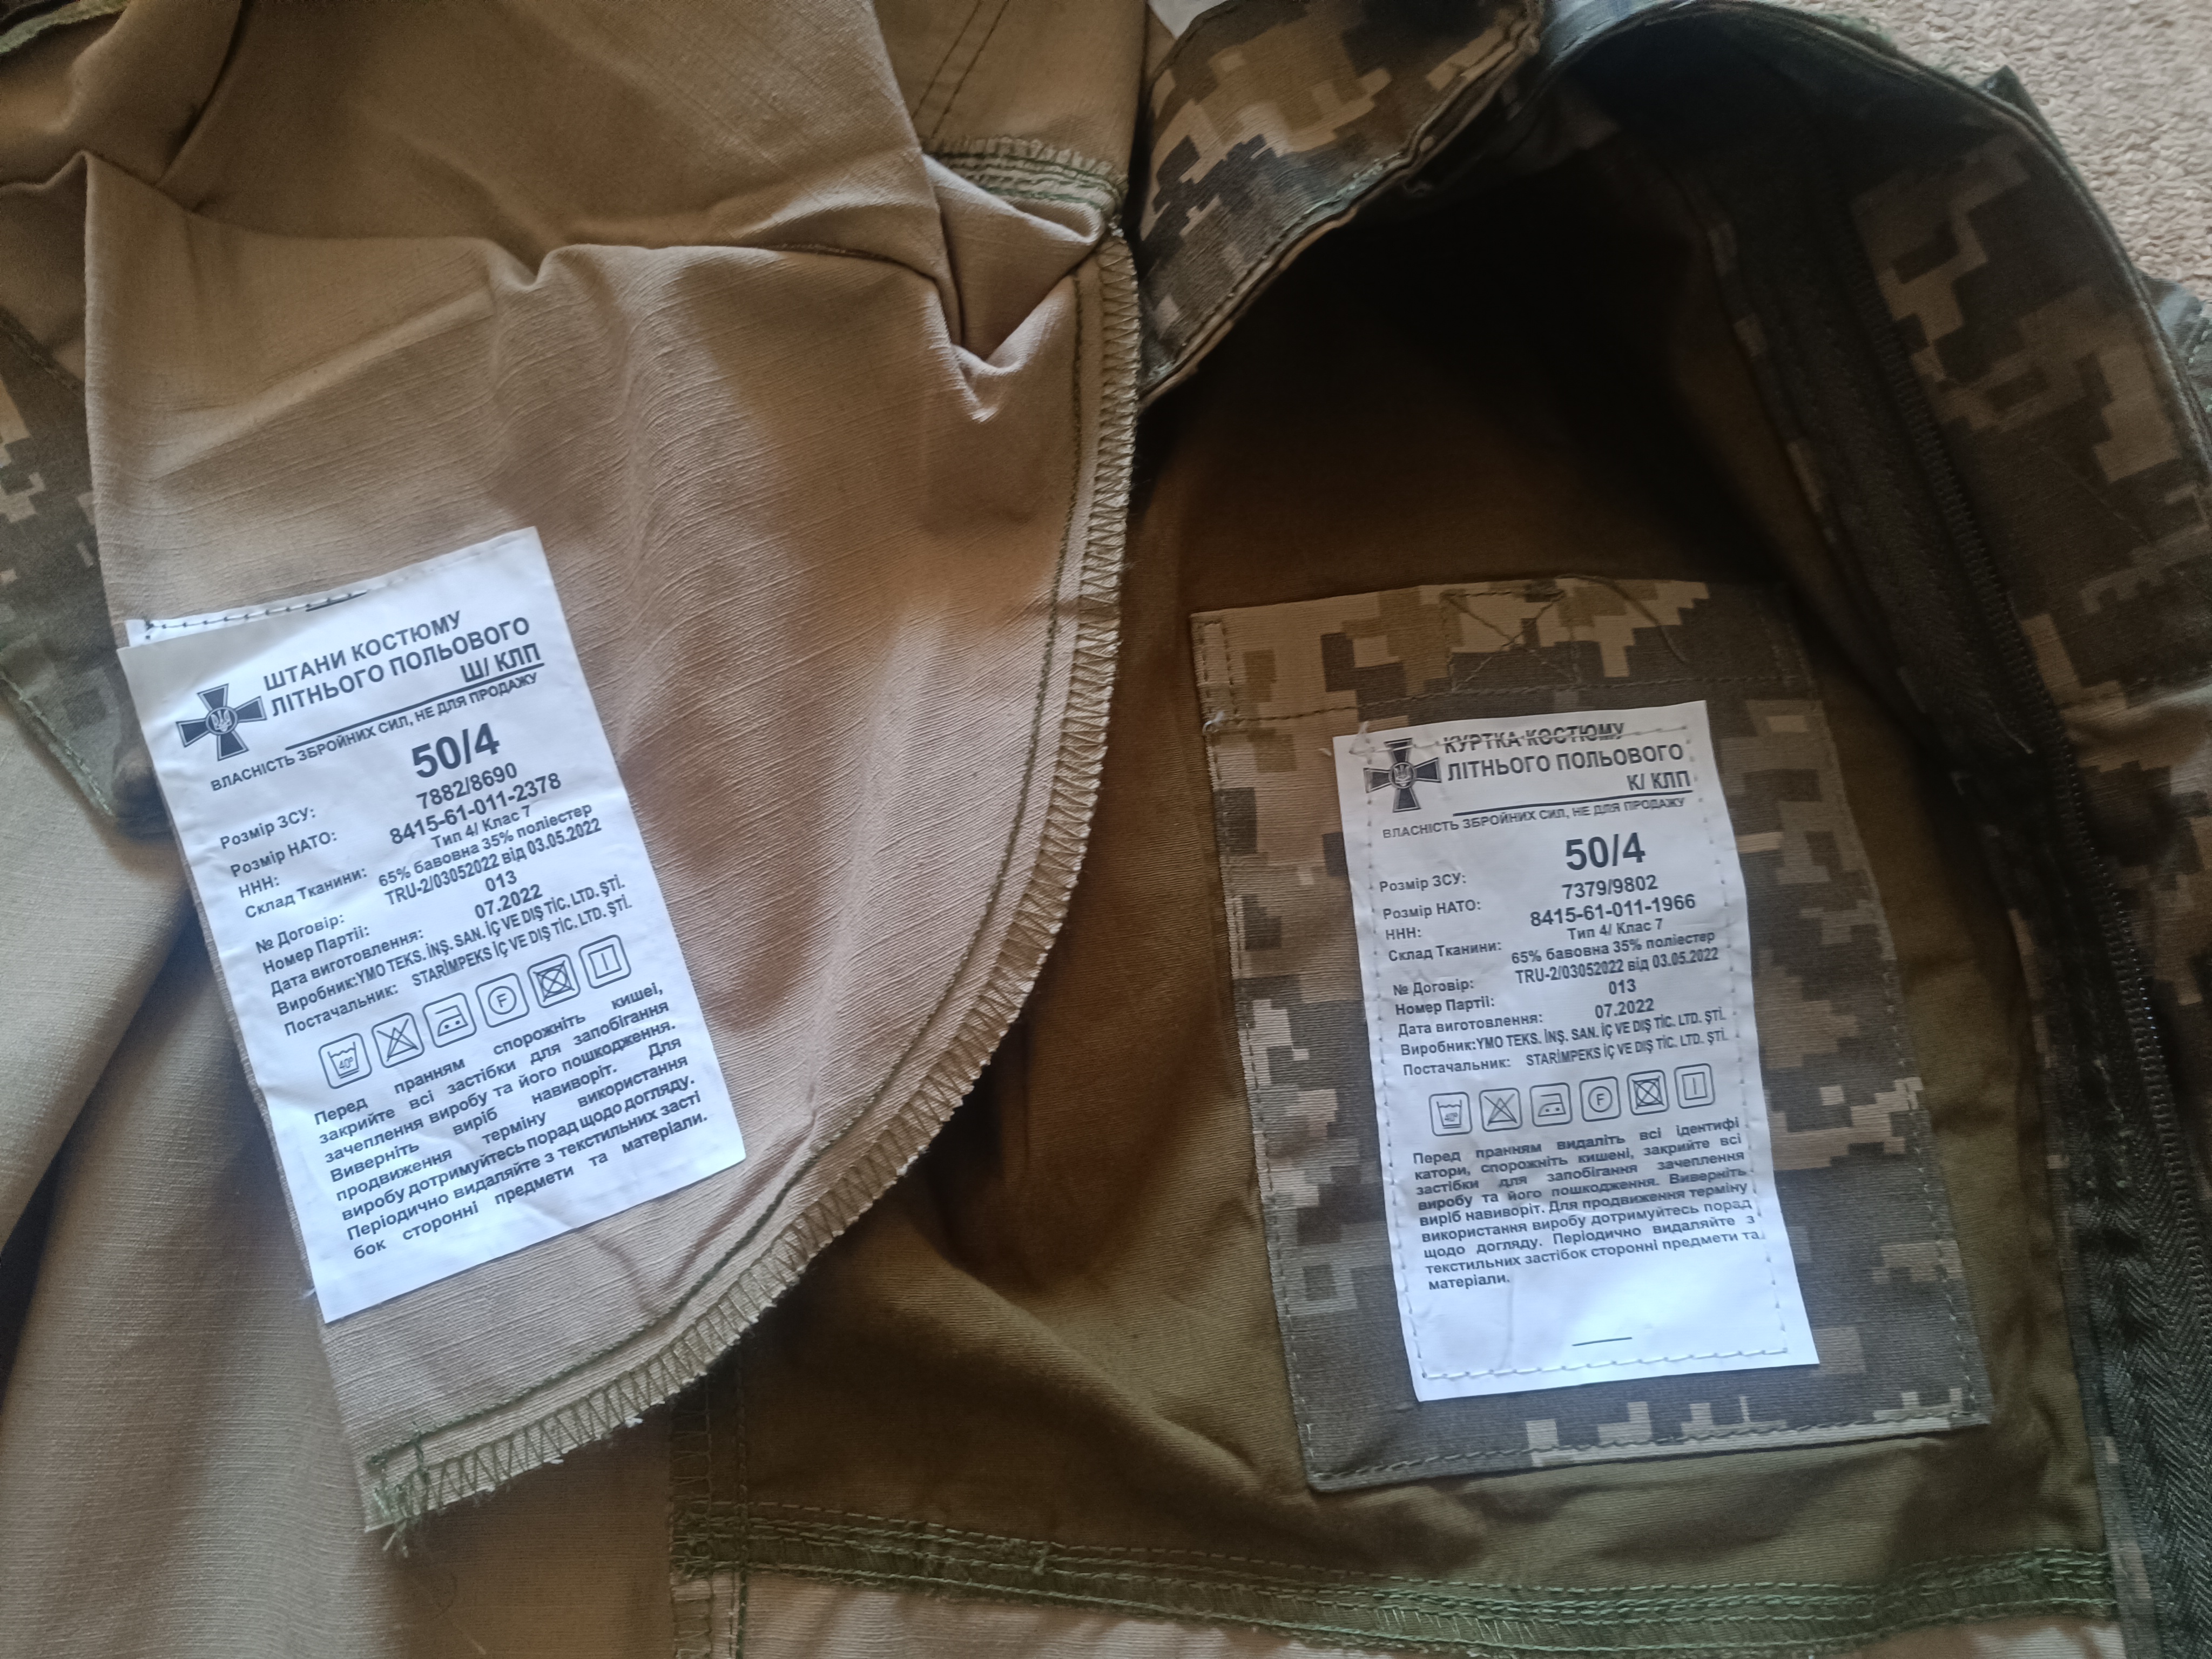 ШТАНИ КОСТЮМУ
ЛІТНЬОГО ПОЛЬОВОГО
Ш/ КЛП
ВЛАСНІСТЬ ЗБРОЙНИХ СИЛ, НЕ ДЛЯ ПРОДАЖУ
Розмір ЗСУ: 50/4
Розмір НАТО: 7882/8690
ННН: 8415-61-011-2378
Склад Тканини: Тип 4/ Клас 7
65% бавовна 35% поліестер
№ Договір: TRU-2/03052022 від 03.05.2022
Номер Партії: 013
Дата виготовлення: 07.2022
Виробник:YMO TEKS. İNŞ. SAN. İÇ VE DIŞ TİC. LTD. ŞTİ.
Постачальник: STARİMPEKS İÇ VE DIŞ TİC. LTD. ŞTİ.
40º F
Перед пранням спорожніть кишеі,
закрийте всі застібки для запобігання
зачеплення виробу та його пошкодження.
Виверніть виріб навиворіт. Для
продвиження терміну використання
виробу дотримуйтесь порад щодо догляду.
Періодично видаляйте з текстильних засті
бок сторонні предмети та матеріали.
КУРТКА КОСТЮМУ
ЛІТНЬОГО ПОЛЬОВОГО
К/ КЛП
ВЛАСНІСТЬ ЗБРОЙНИХ СИЛ, НЕ ДЛЯ ПРОДАЖУ
Розмір ЗСУ: 50/4
Розмір НАТО: 7379/9802
ННН: 8415-61-011-1966
Склад Тканини: Тип 4/ Клас 7
65% бавовна 35% поліестер
№ Договір: TRU-2/03052022 від 03.05.2022
Номер Партії: 013
Дата виготовлення: 07.2022
Виробник:YMO TEKS. İNŞ. SAN. İÇ VE DIŞ TİC. LTD. ŞTİ.
Постачальник: STARİMPEKS İÇ VE DIŞ TİC. LTD. ŞTİ.
40º F
Перед пранням видаліть всі ідентифі
катори, спорожніть кишені, закрийте всі
застібки для запобігання зачеплення
виробу та його пошкодження. Виверніть
виріб навиворіт. Для продвиження терміну
використання виробу дотримуйтесь порад
щодо догляду. Періодично видаляйте з
текстильних застібок сторонні предмети та
матеріали.